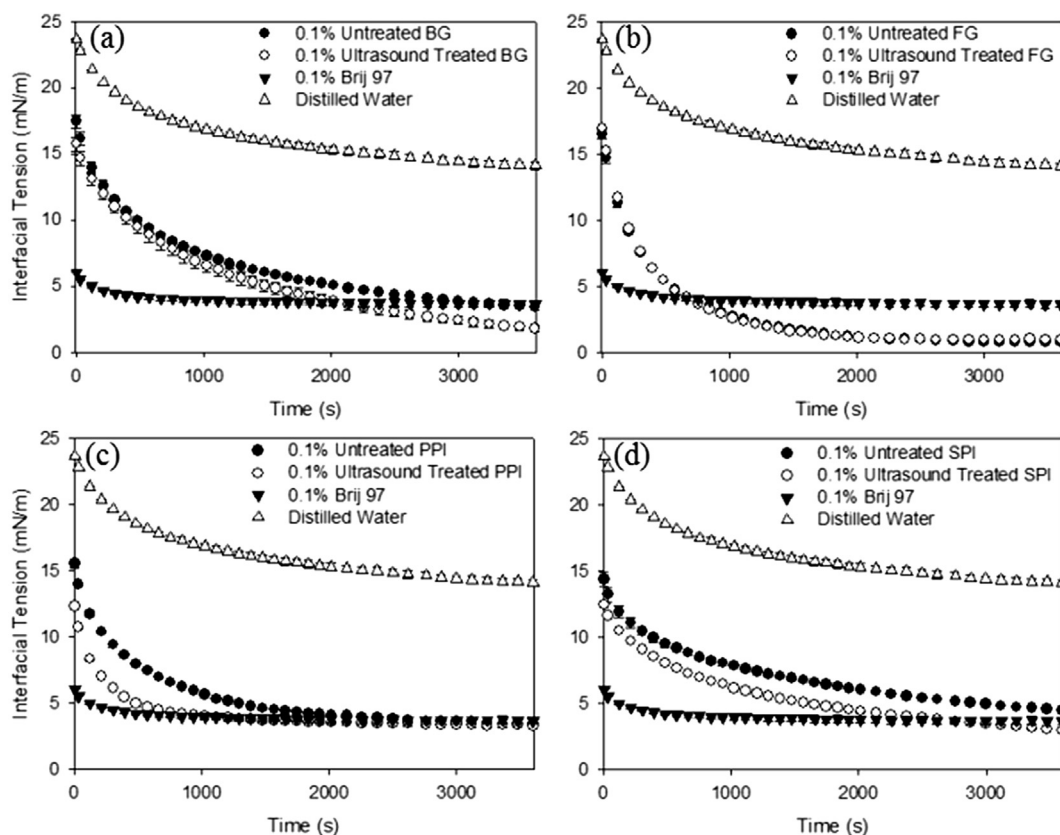 (a)
0.1% Untreated BG
0.1% Ultrasound Treated BG
0.1% Brij 97
Distilled Water
Interfacial Tension (mN/m)
25
20
15
10
5
0
0 1000 2000 3000
Time (s)
(b)
0.1% Untreated FG
0.1% Ultrasound Treated FG
0.1% Brij 97
Distilled Water
25
20
15
10
5
0
0 1000 2000 3000
Time (s)
(c)
0.1% Untreated PPI
0.1% Ultrasound Treated PPI
0.1% Brij 97
Distilled Water
Interfacial Tension (mN/m)
25
20
15
10
5
0
0 1000 2000 3000
Time (s)
(d)
0.1% Untreated SPI
0.1% Ultrasound Treated SPI
0.1% Brij 97
Distilled Water
25
20
15
10
5
0
0 1000 2000 3000
Time (s)